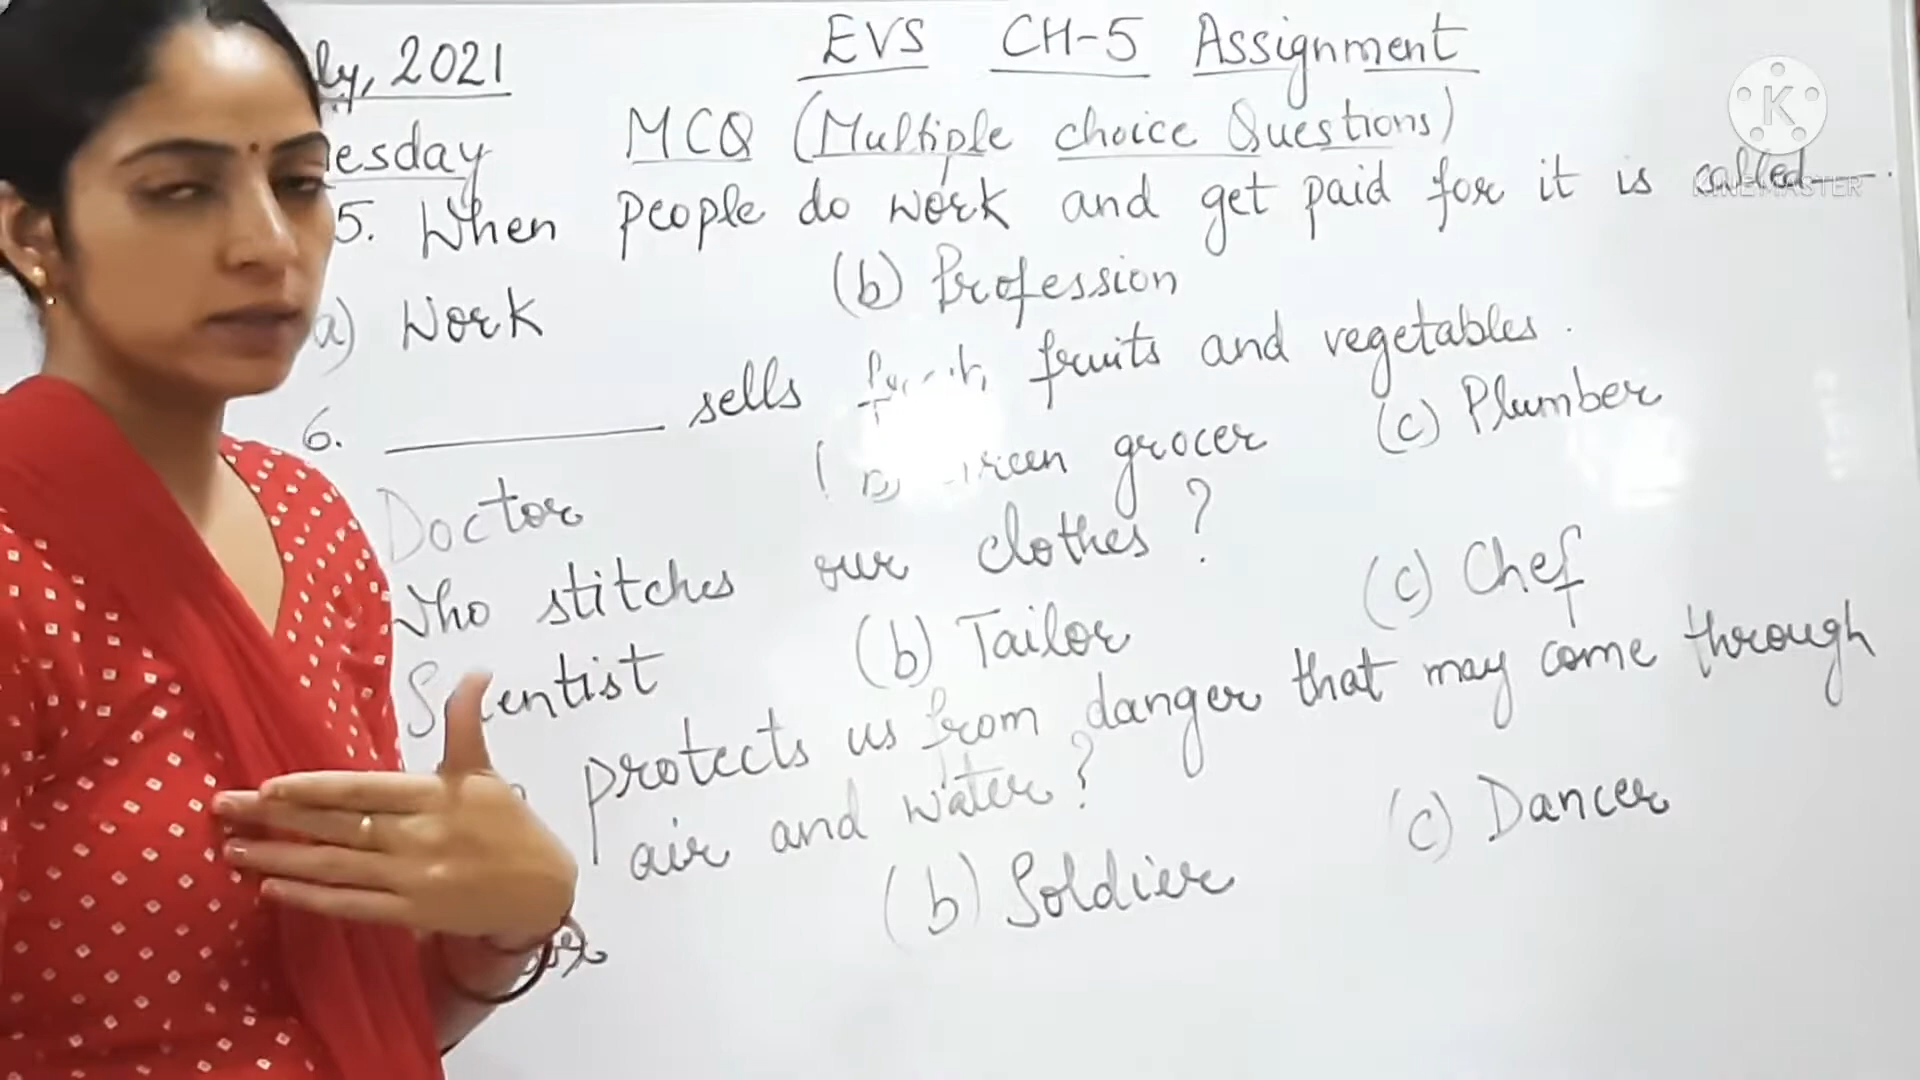 EVS CH-5 Assignment
ly, 2021
MCQ (Multiple choice Questions)
esday
5. When people do work and get paid for it is called
a) Work (b) Profession
6. ________ sells fruits and vegetables.
Doctor grocer (c) Plumber
Who stitches our clothes?
Scientist (b) Tailor (c) Chef
protects us from danger that may come through
air and water?
(b) Soldier (c) Dancer
K
KINEMASTER